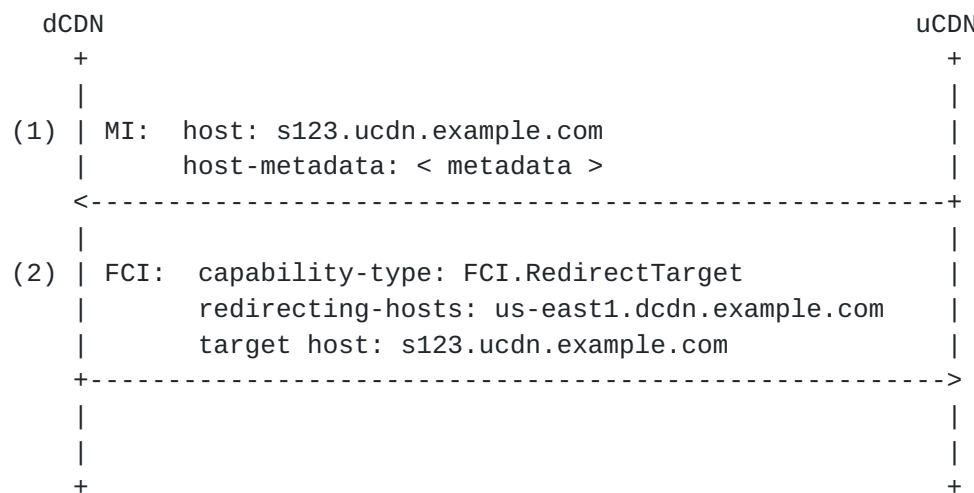 dCDN uCDN
+ +
| |
(1) | MI: host: s123.ucdn.example.com |
| host-metadata: < metadata > |
<-------------------------------------------------------+
| |
(2) | FCI: capability-type: FCI.RedirectTarget |
| redirecting-hosts: us-east1.dcdn.example.com |
| target host: s123.ucdn.example.com |
+------------------------------------------------------->
| |
| |
+ +